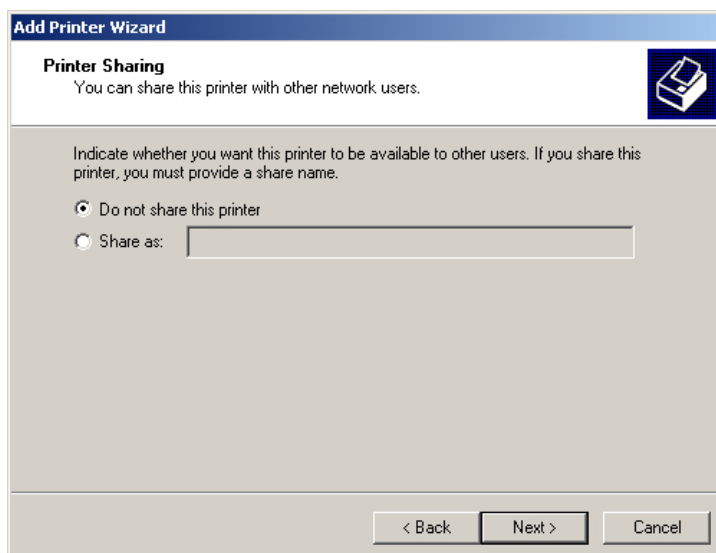 Add Printer Wizard
Printer Sharing
You can share this printer with other network users.
Indicate whether you want this printer to be available to other users. If you share this
printer, you must provide a share name.
Do not share this printer
Share as:
< Back Next > Cancel